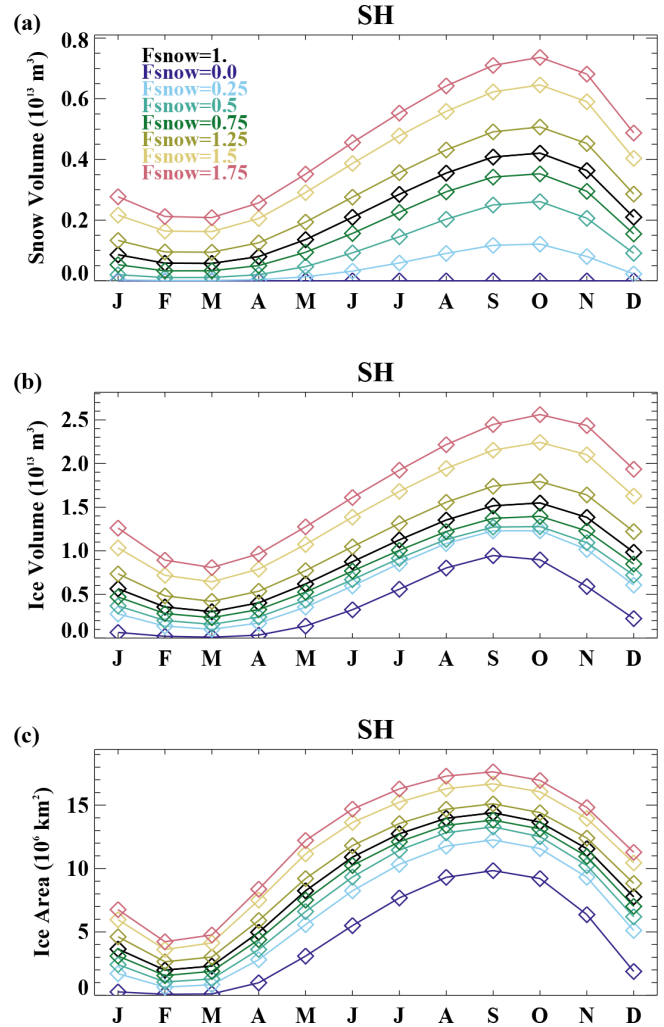 (a)
SH
Snow Volume (10¹³ m³)
0.8
0.6
0.4
0.2
0.0
Fsnow=1.
Fsnow=0.0
Fsnow=0.25
Fsnow=0.5
Fsnow=0.75
Fsnow=1.25
Fsnow=1.5
Fsnow=1.75
J F M A M J J A S O N D
(b)
SH
Ice Volume (10¹³ m³)
2.5
2.0
1.5
1.0
0.5
0.0
J F M A M J J A S O N D
(c)
SH
Ice Area (10⁶ km²)
15
10
5
0
J F M A M J J A S O N D